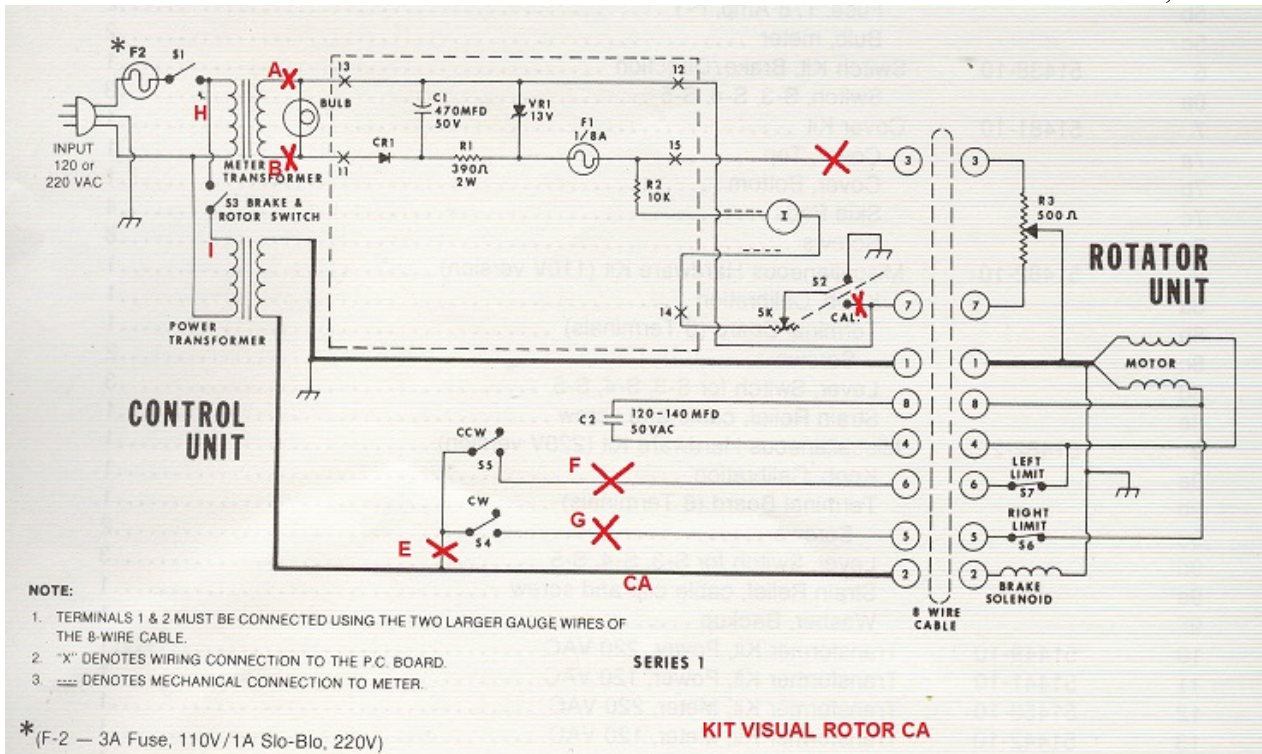 *
F2
S1
A
13
12
H
BULB
C1
470MFD
50V
VR1
13V
F1
1/8A
INPUT
120 or
220 VAC
METER
TRANSFORMER
B
11
CR1
R1
390Ω
2W
15
R2
10K
3
3
R3
500 Ω
S3 BRAKE &
ROTOR SWITCH
I
I
ROTATOR
UNIT
S2
CAL.
5K
14
7
7
POWER
TRANSFORMER
1
1
MOTOR
CONTROL
UNIT
C2
120-140 MFD
50 VAC
8
8
CCW
S5
F
4
4
LEFT
LIMIT
S7
6
6
CW
S4
G
RIGHT
LIMIT
S6
5
5
E
CA
2
2
BRAKE
SOLENOID
8 WIRE
CABLE
NOTE:
1. TERMINALS 1 & 2 MUST BE CONNECTED USING THE TWO LARGER GAUGE WIRES OF
THE 8-WIRE CABLE.
2. "X" DENOTES WIRING CONNECTION TO THE P.C. BOARD.
3. ---- DENOTES MECHANICAL CONNECTION TO METER.
SERIES 1
*(F-2 — 3A Fuse, 110V/1A Slo-Blo, 220V)
KIT VISUAL ROTOR CA